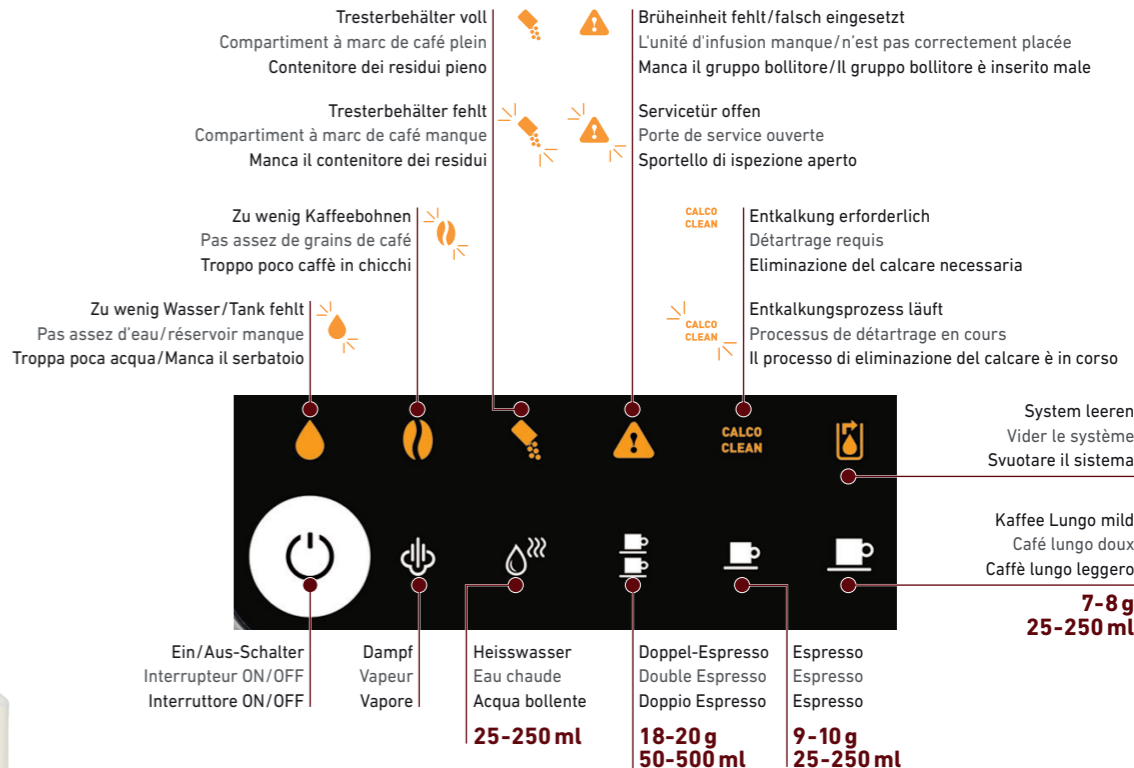 Tresterbehälter voll
Compartiment à marc de café plein
Contenitore dei residui pieno
Brüheinheit fehlt/falsch eingesetzt
L'unité d'infusion manque/n'est pas correctement placée
Manca il gruppo bollitore/Il gruppo bollitore è inserito male
Tresterbehälter fehlt
Compartiment à marc de café manque
Manca il contenitore dei residui
Servicetür offen
Porte de service ouverte
Sportello di ispezione aperto
Zu wenig Kaffeebohnen
Pas assez de grains de café
Troppo poco caffè in chicchi
CALCO
CLEAN
Entkalkung erforderlich
Détartrage requis
Eliminazione del calcare necessaria
Zu wenig Wasser/Tank fehlt
Pas assez d'eau/réservoir manque
Troppa poca acqua/Manca il serbatoio
CALCO
CLEAN
Entkalkungsprozess läuft
Processus de détartrage en cours
Il processo di eliminazione del calcare è in corso
CALCO
CLEAN
System leeren
Vider le système
Svuotare il sistema
Kaffee Lungo mild
Café lungo doux
Caffè lungo leggero
7-8 g
25-250 ml
Ein/Aus-Schalter
Interrupteur ON/OFF
Interruttore ON/OFF
Dampf
Vapeur
Vapore
Heisswasser
Eau chaude
Acqua bollente
25-250 ml
Doppel-Espresso
Double Espresso
Doppio Espresso
18-20 g
50-500 ml
Espresso
Espresso
Espresso
9-10 g
25-250 ml